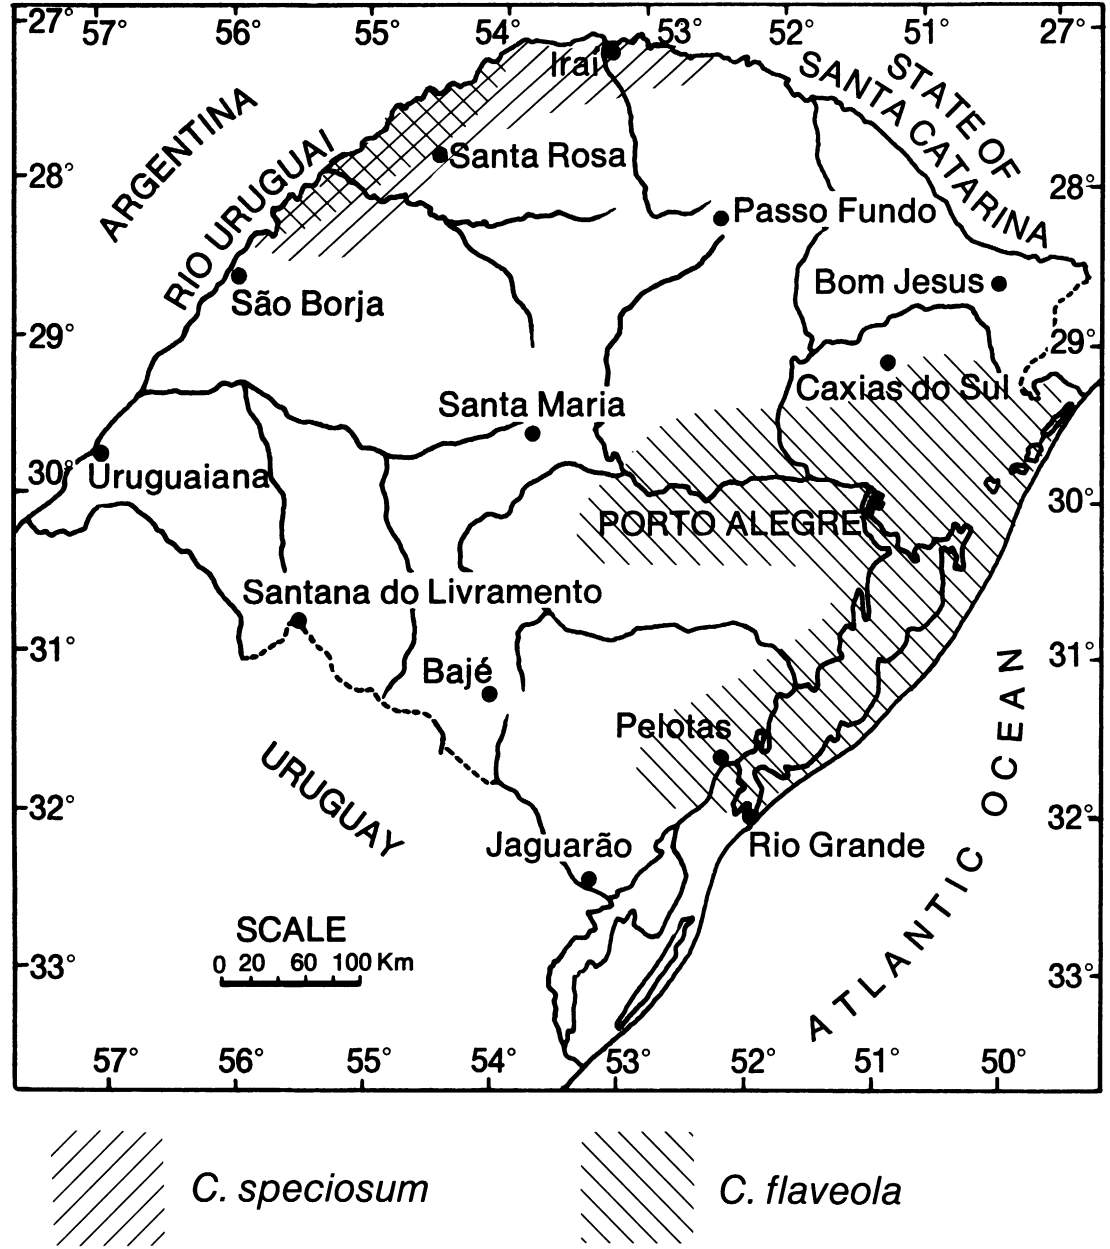 27° 57° 55° 54° 53° 52° 51° 27°
Irai
STATE OF
SANTA CATARINA
ARGENTINA
RIO URUGUAI
Santa Rosa
28° 28°
Passo Fundo
Bom Jesus
São Borja
29° 29°
Caxias do Sul
Santa Maria
30° 30°
Uruguaiana
PORTO ALEGRE
Santana do Livramento
31° 31°
Bajé
Pelotas
URUGUAY
ATLANTIC OCEAN
32° 32°
Jaguarão
Rio Grande
SCALE
0 20 60 100 Km
33° 33°
57° 56° 55° 54° 53° 52° 51° 50°
C. speciosum C. flaveola